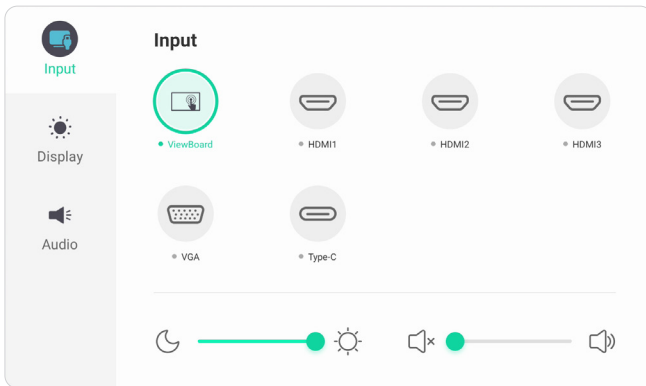 Input
Display
Audio
Input
ViewBoard
HDMI1
HDMI2
HDMI3
VGA
Type-C